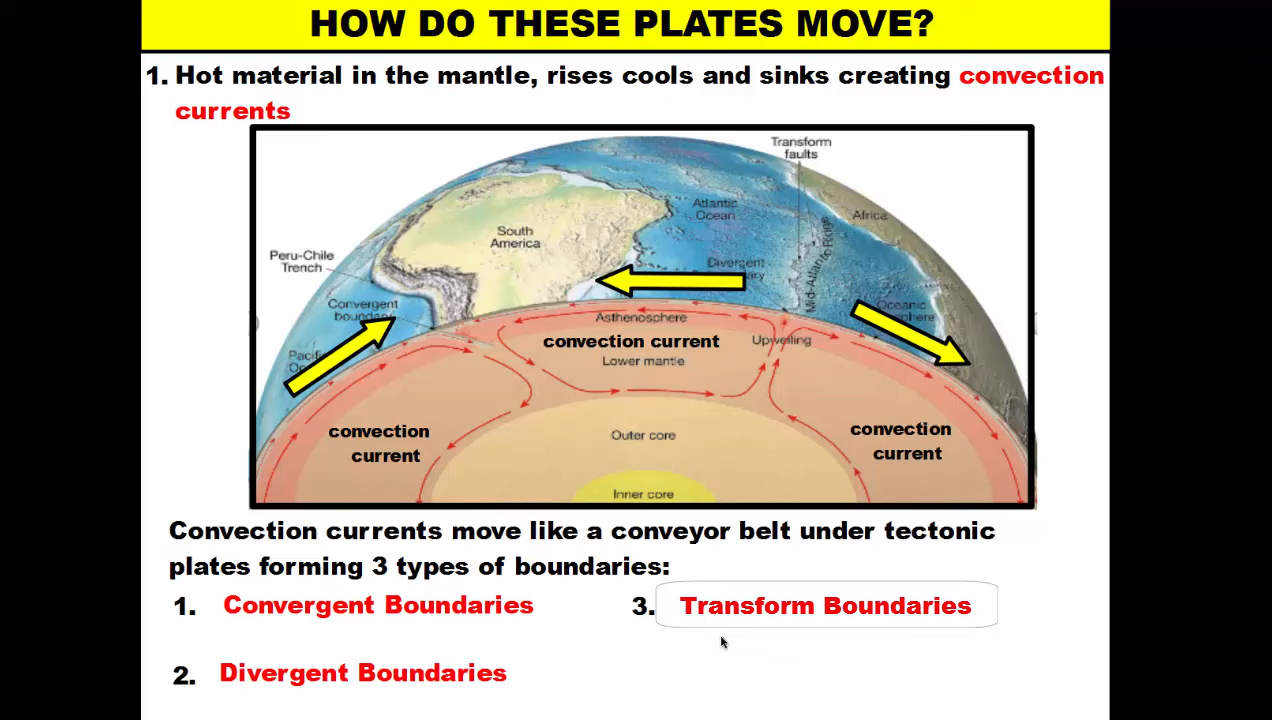 HOW DO THESE PLATES MOVE?
1. Hot material in the mantle, rises cools and sinks creating convection
currents
Transform
faults
Atlantic
Ocean
Africa
South
America
Peru-Chile
Trench
Divergent
Mid-Atlantic Ridge
Convergent
Oceanic
Asthenosphere
convection current
Upwelling
Lower mantle
convection
current
convection
current
Outer core
Inner core
Convection currents move like a conveyor belt under tectonic
plates forming 3 types of boundaries:
1. Convergent Boundaries
3. Transform Boundaries
2. Divergent Boundaries